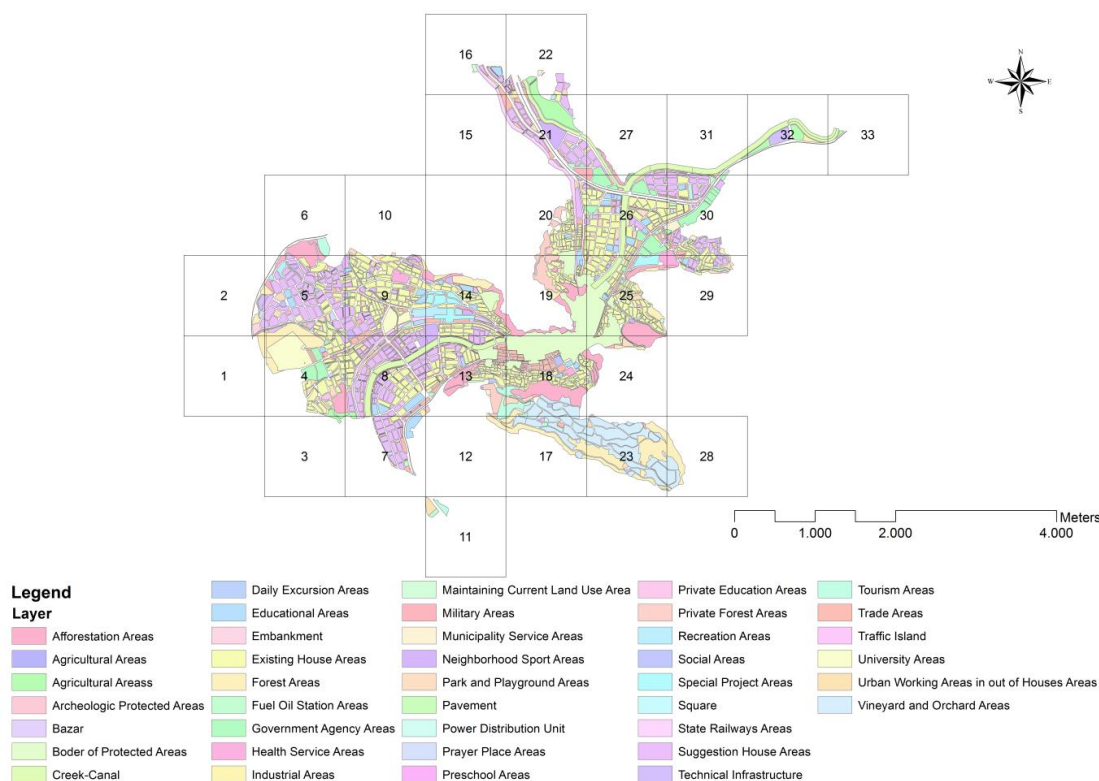 16 22
N
W E
S
15 21 27 31 32 33
6 10 20 26 30
2 5 9 14 19 25 29
1 4 8 13 18 24
3 7 12 17 23 28
11
Meters
0 1.000 2.000 4.000
Legend
Layer
Afforestation Areas
Agricultural Areas
Agricultural Areass
Archeologic Protected Areas
Bazar
Boder of Protected Areas
Creek-Canal
Daily Excursion Areas
Educational Areas
Embankment
Existing House Areas
Forest Areas
Fuel Oil Station Areas
Government Agency Areas
Health Service Areas
Industrial Areas
Maintaining Current Land Use Area
Military Areas
Municipality Service Areas
Neighborhood Sport Areas
Park and Playground Areas
Pavement
Power Distribution Unit
Prayer Place Areas
Preschool Areas
Private Education Areas
Private Forest Areas
Recreation Areas
Social Areas
Special Project Areas
Square
State Railways Areas
Suggestion House Areas
Technical Infrastructure
Tourism Areas
Trade Areas
Traffic Island
University Areas
Urban Working Areas in out of Houses Areas
Vineyard and Orchard Areas